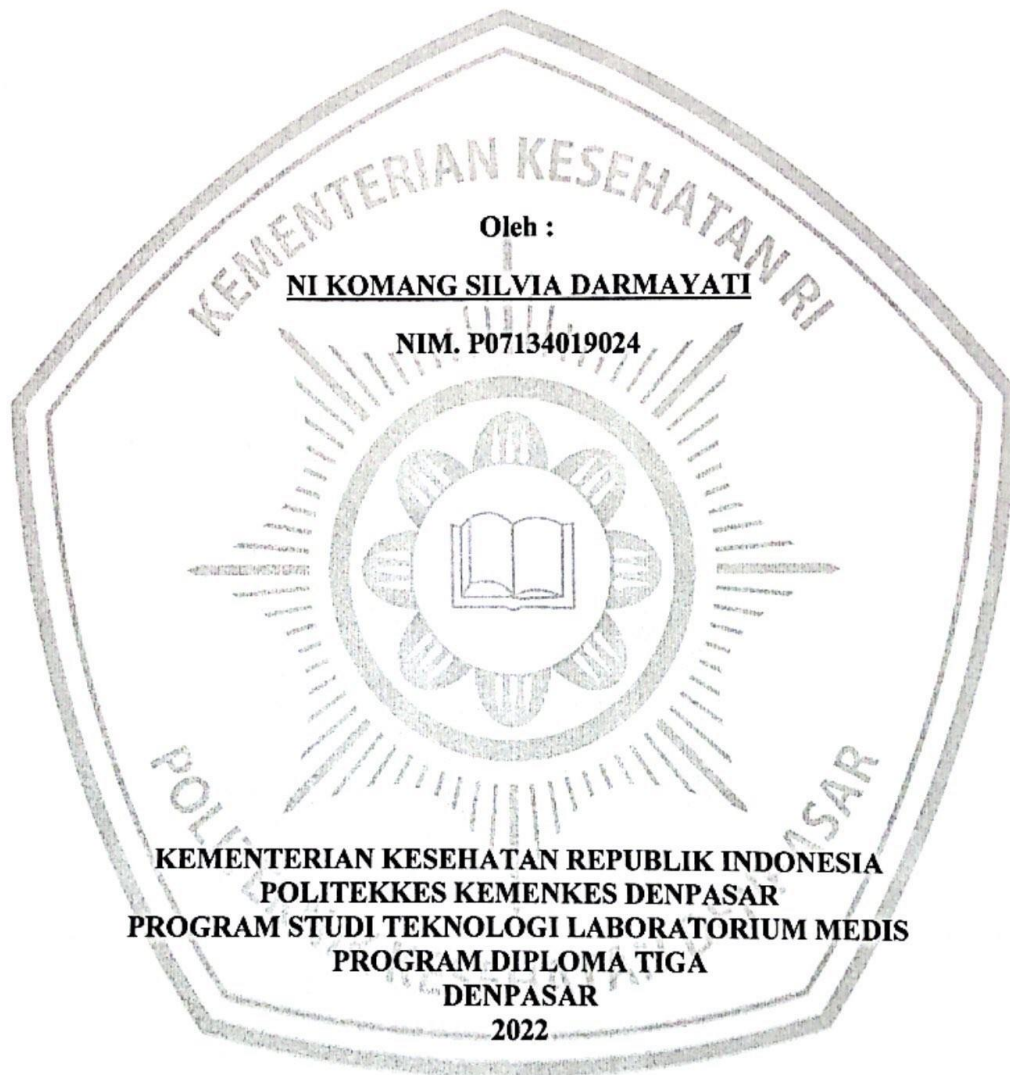 KEMENTERIAN KESEHATAN RI
Oleh :
NI KOMANG SILVIA DARMAYATI
NIM. P07134019024
KEMENTERIAN KESEHATAN REPUBLIK INDONESIA
POLITEKKES KEMENKES DENPASAR
PROGRAM STUDI TEKNOLOGI LABORATORIUM MEDIS
PROGRAM DIPLOMA TIGA
DENPASAR
2022